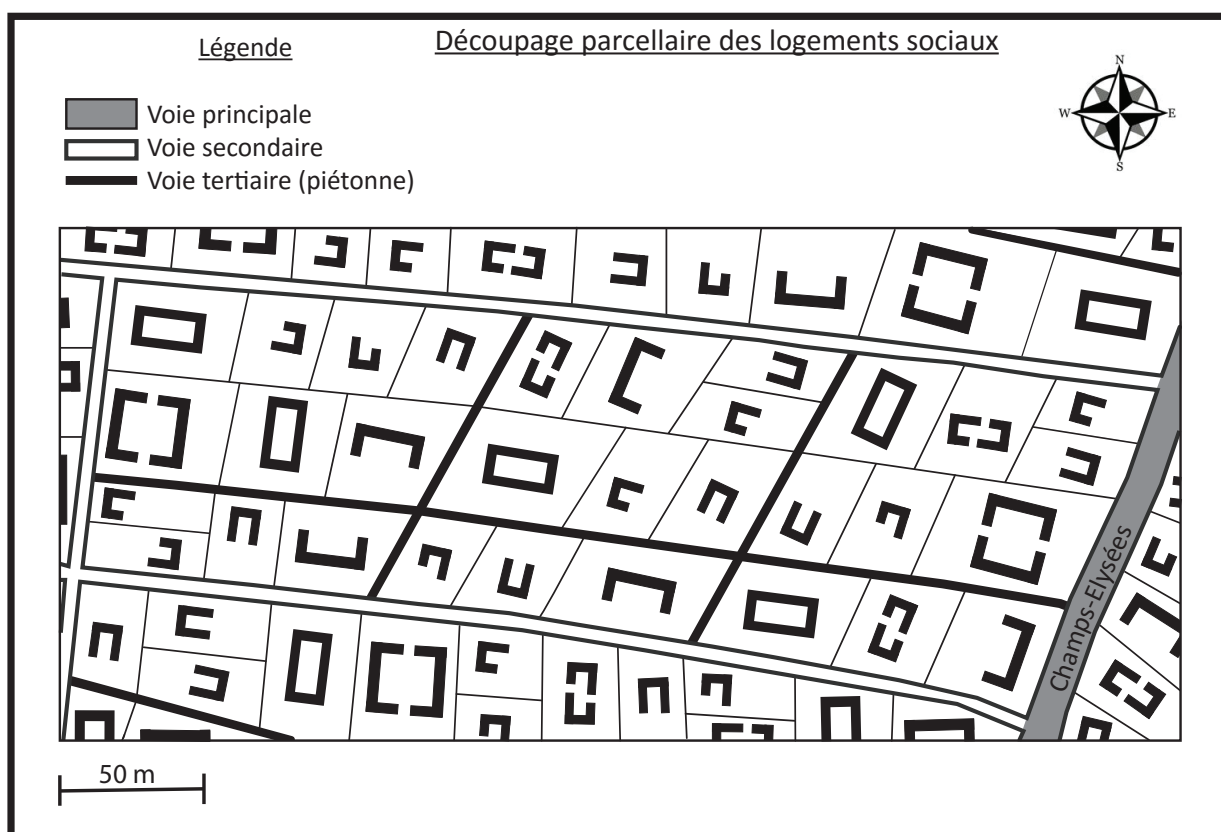 Légende
Découpage parcellaire des logements sociaux
N
W
E
S
Voie principale
Voie secondaire
Voie tertiaire (piétonne)
Champs-Elysées
50 m